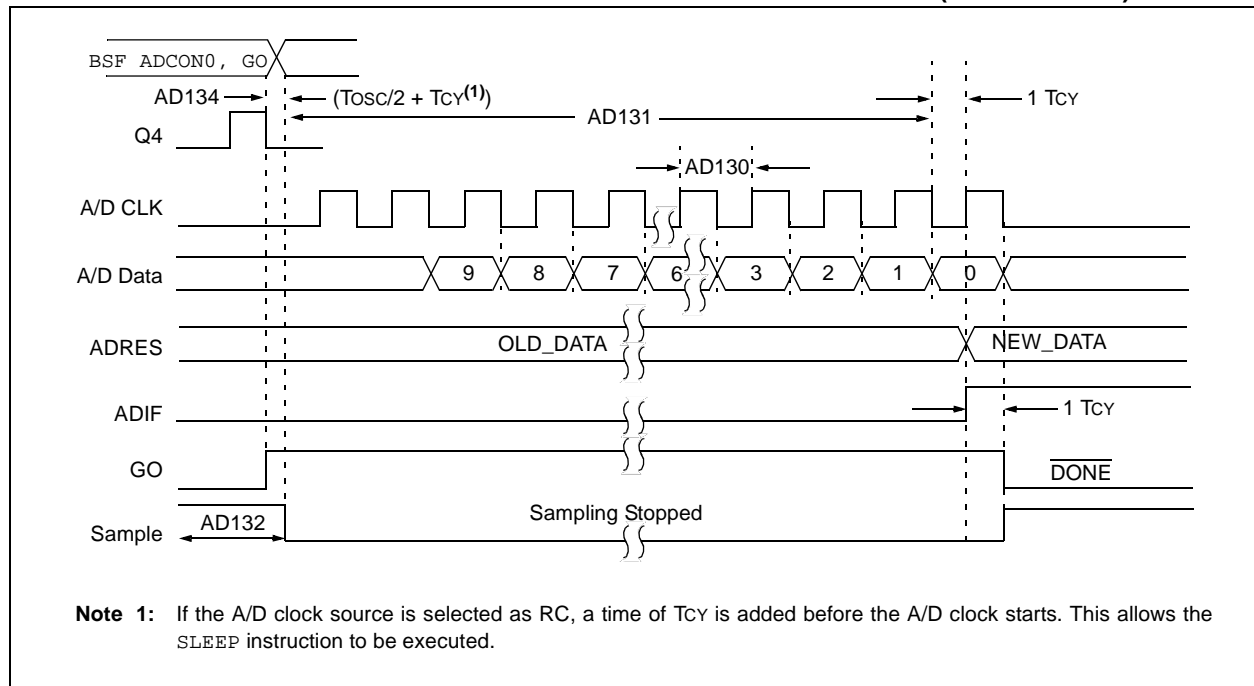 BSF ADCON0, GO
AD134 (TOSC/2 + TCY(1)) 1 TCY
AD131
Q4
AD130
A/D CLK
A/D Data 9 8 7 6 3 2 1 0
ADRES OLD_DATA NEW_DATA
ADIF 1 TCY
GO DONE
Sample AD132 Sampling Stopped
Note 1: If the A/D clock source is selected as RC, a time of TCY is added before the A/D clock starts. This allows the
SLEEP instruction to be executed.